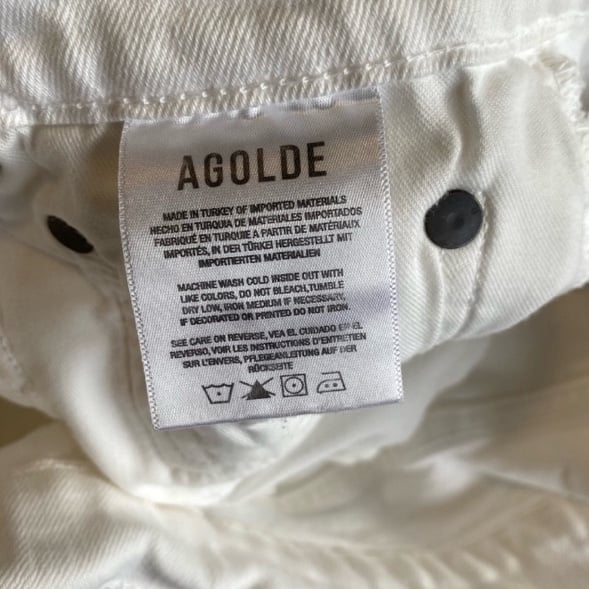 AGOLDE
MADE IN TURKEY OF IMPORTED MATERIALS
HECHO EN TURQUIA DE MATERIALES IMPORTADOS
FABRIQUÉ EN TURQUIE A PARTIR DE MATÉRIAUX
IMPORTÉS, IN DER TÜRKEI HERGESTELLT MIT
IMPORTIERTEN MATERIALIEN
MACHINE WASH COLD INSIDE OUT WITH
LIKE COLORS, DO NOT BLEACH,TUMBLE
DRY LOW, IRON MEDIUM IF NECESSARY,
IF DECORATED OR PRINTED DO NOT IRON.
SEE CARE ON REVERSE, VEA EL CUIDADO EN EL
REVERSO, VOIR LES INSTRUCTIONS D'ENTRETIEN
SUR L'ENVERS, PFLEGEANLEITUNG AUF DER
RÜCKSEITE